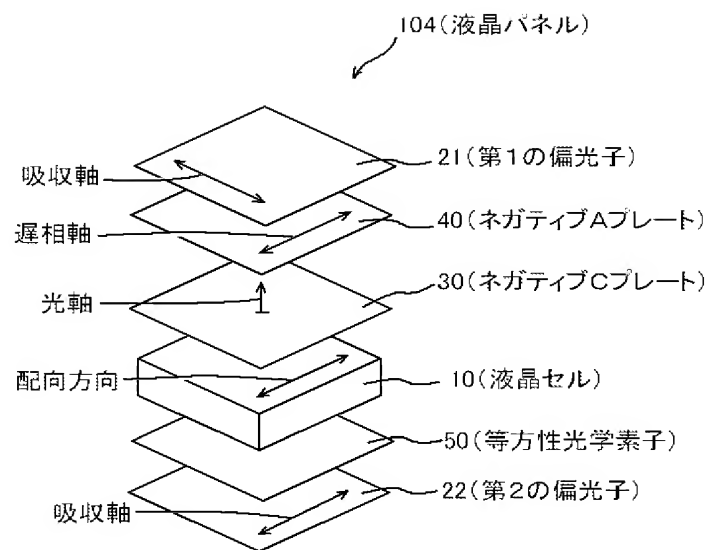 104(液晶パネル)
21(第1の偏光子)
吸収軸
40(ネガティブAプレート)
遅相軸
30(ネガティブCプレート)
光軸
配向方向
10(液晶セル)
50(等方性光学素子)
22(第2の偏光子)
吸収軸